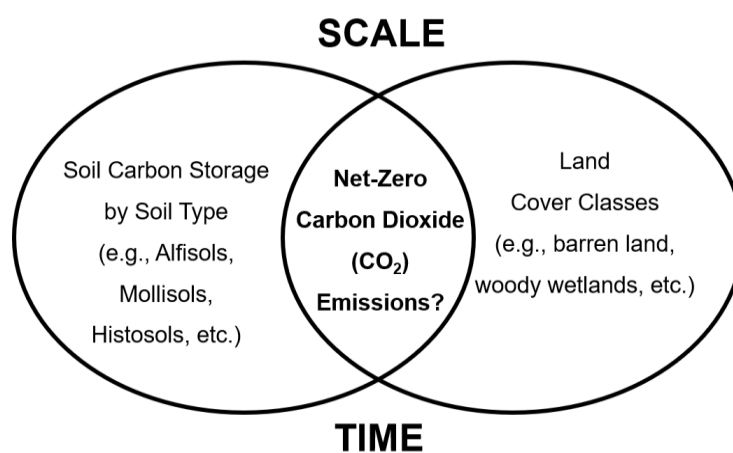 SCALE
Soil Carbon Storage
by Soil Type
(e.g., Alfisols,
Mollisols,
Histosols, etc.)
Net-Zero
Carbon Dioxide
(CO₂)
Emissions?
Land
Cover Classes
(e.g., barren land,
woody wetlands, etc.)
TIME